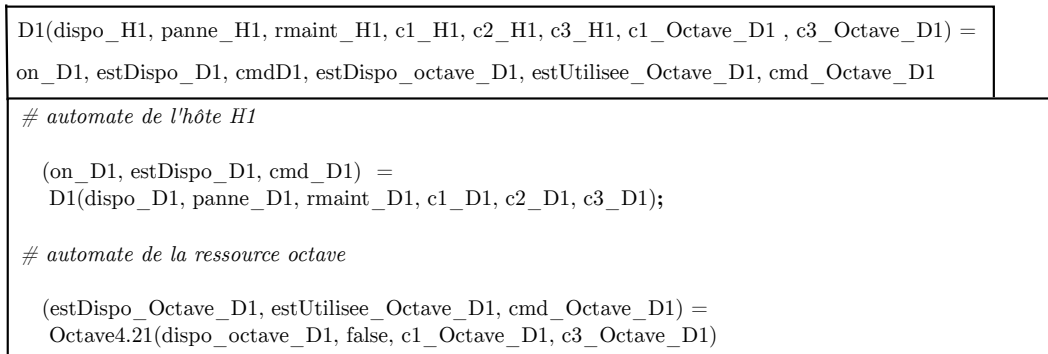 D1(dispo_H1, panne_H1, rmaint_H1, c1_H1, c2_H1, c3_H1, c1_Octave_D1 , c3_Octave_D1) =
on_D1, estDispo_D1, cmdD1, estDispo_octave_D1, estUtilisee_Octave_D1, cmd_Octave_D1
# automate de l'hôte H1
(on_D1, estDispo_D1, cmd_D1) =
D1(dispo_D1, panne_D1, rmaint_D1, c1_D1, c2_D1, c3_D1);
# automate de la ressource octave
(estDispo_Octave_D1, estUtilisee_Octave_D1, cmd_Octave_D1) =
Octave4.21(dispo_octave_D1, false, c1_Octave_D1, c3_Octave_D1)